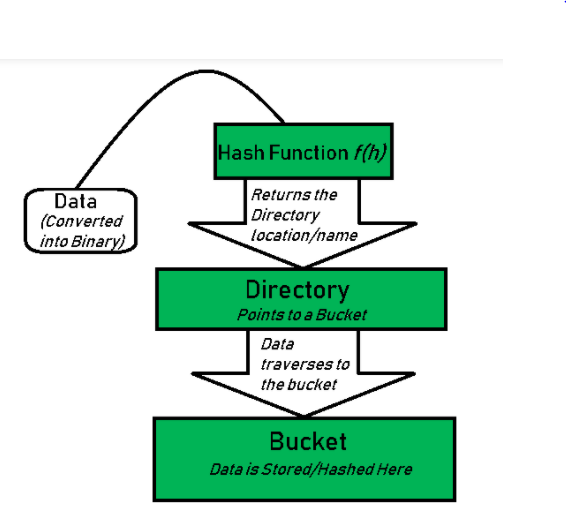 Hash Function f(h)
Data
(Converted
into Binary)
Returns the
Directory
location/name
Directory
Points to a Bucket
Data
traverses to
the bucket
Bucket
Data is Stored/Hashed Here